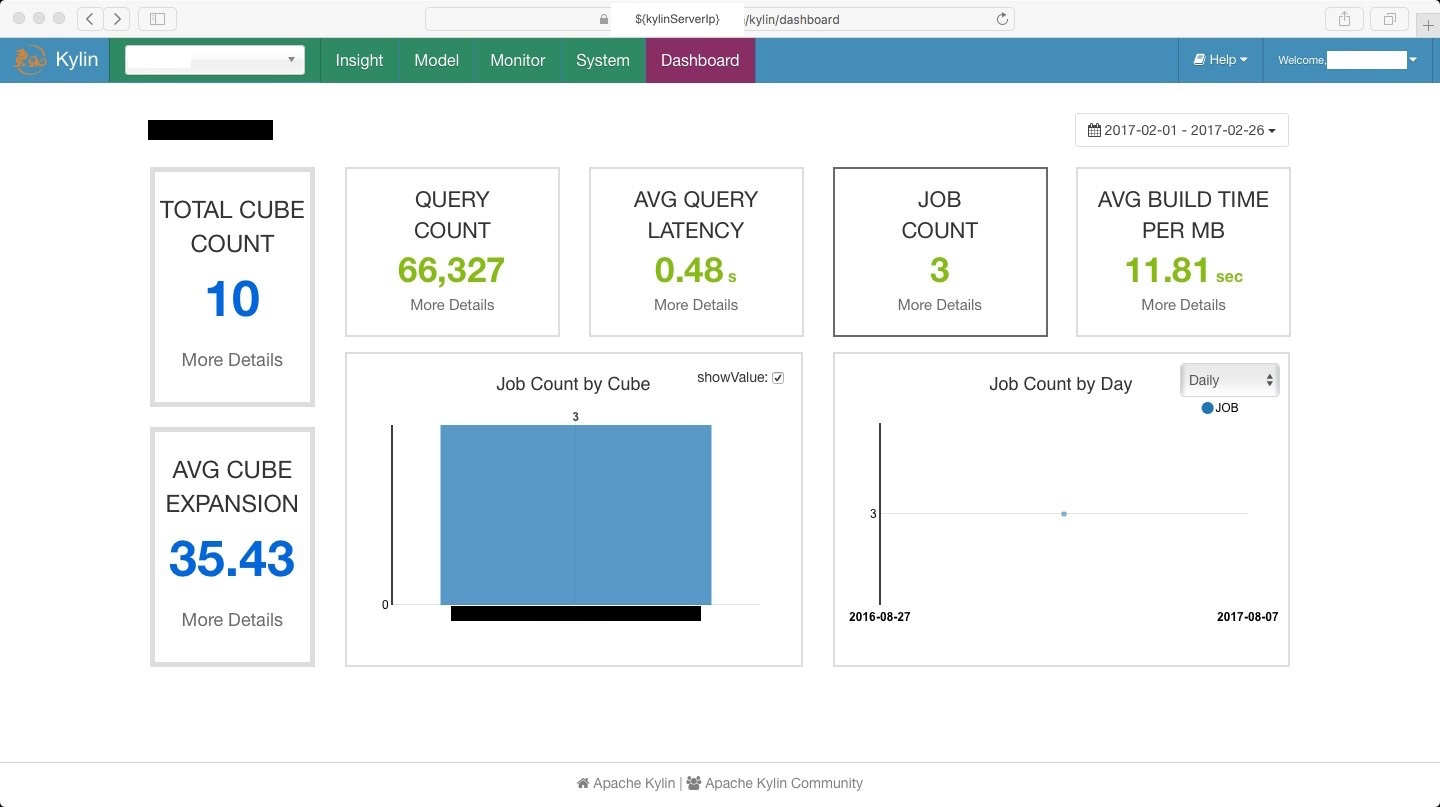 ${kylinServerIp} /kylin/dashboard
Kylin Insight Model Monitor System Dashboard Help Welcome,
2017-02-01 - 2017-02-26
TOTAL CUBE
COUNT
10
More Details
QUERY
COUNT
66,327
More Details
AVG QUERY
LATENCY
0.48 s
More Details
JOB
COUNT
3
More Details
AVG BUILD TIME
PER MB
11.81 sec
More Details
AVG CUBE
EXPANSION
35.43
More Details
Job Count by Cube
showValue:
3
0
Job Count by Day
Daily
JOB
3
2016-08-27 2017-08-07
Apache Kylin | Apache Kylin Community